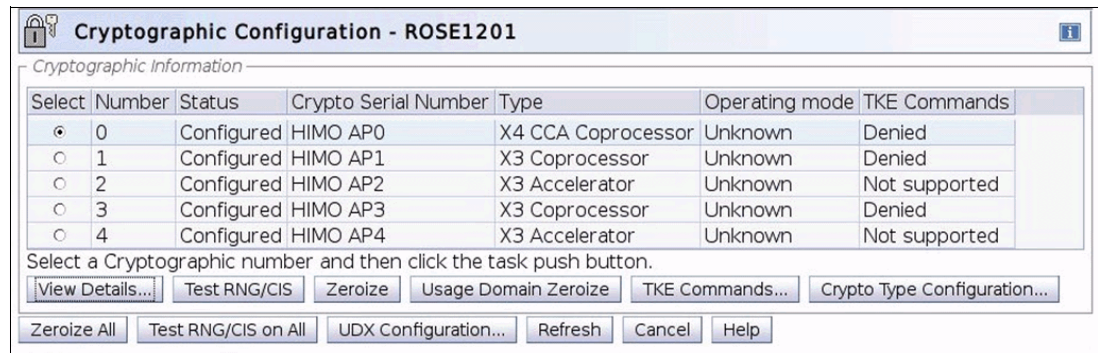 Cryptographic Configuration - ROSE1201
i
Cryptographic Information
Select Number Status Crypto Serial Number Type Operating mode TKE Commands
0 Configured HIMO AP0 X4 CCA Coprocessor Unknown Denied
1 Configured HIMO AP1 X3 Coprocessor Unknown Denied
2 Configured HIMO AP2 X3 Accelerator Unknown Not supported
3 Configured HIMO AP3 X3 Coprocessor Unknown Denied
4 Configured HIMO AP4 X3 Accelerator Unknown Not supported
Select a Cryptographic number and then click the task push button.
View Details... Test RNG/CIS Zeroize Usage Domain Zeroize TKE Commands... Crypto Type Configuration...
Zeroize All Test RNG/CIS on All UDX Configuration... Refresh Cancel Help